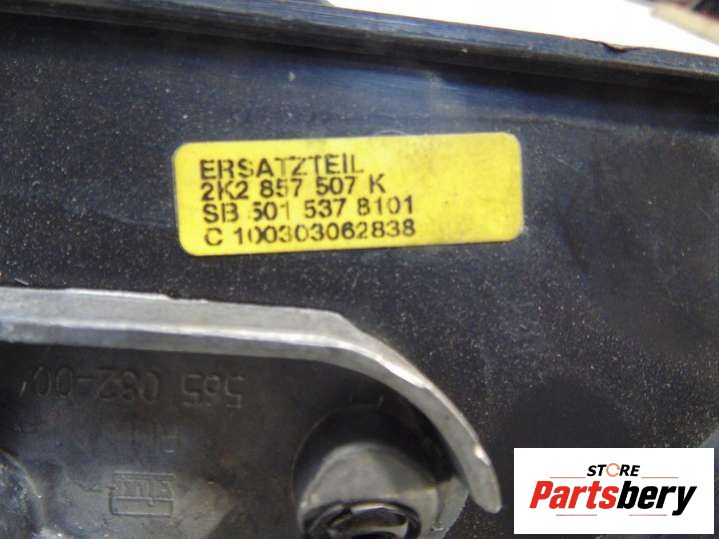 ERSATZTEIL
2K2 857 507 K
SB 501 537 8101
C 100303062838
565 082-00
STORE
Partsbery